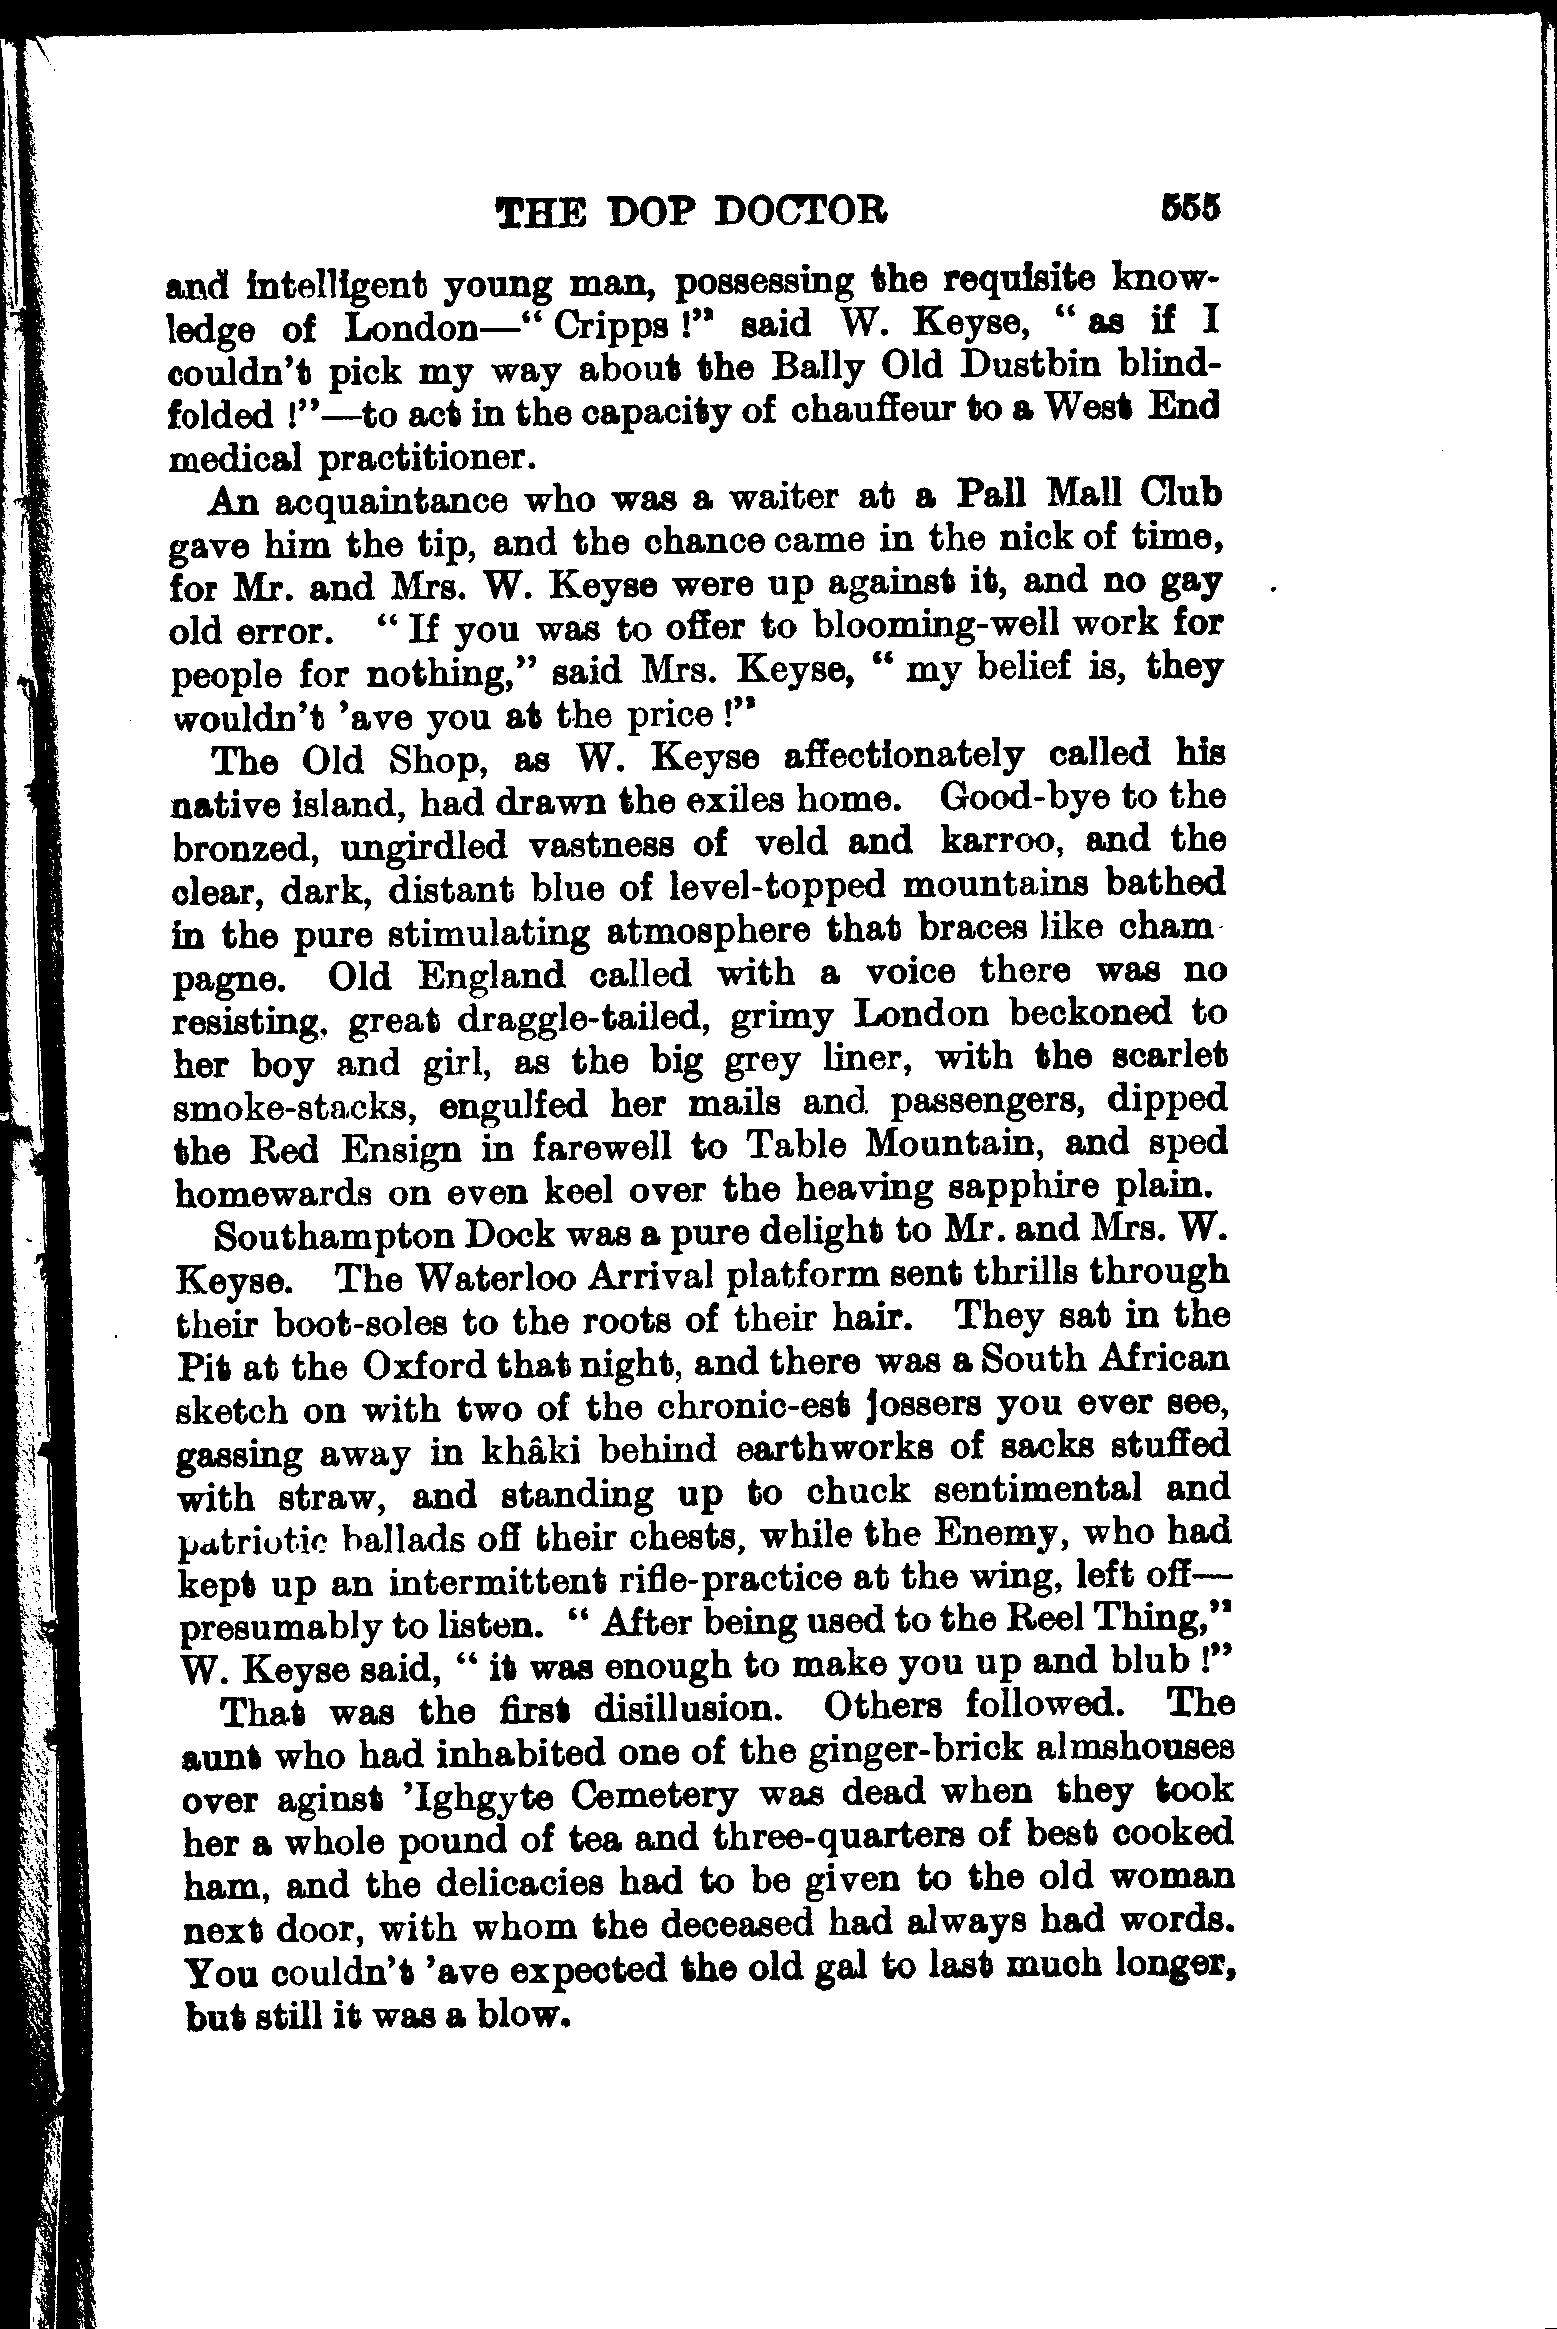 THE DOP DOCTOR 555
and intelligent young man, possessing the requisite know-
ledge of London—“ Cripps !” said W. Keyse, “ as if I
couldn’t pick my way about the Bally Old Dustbin blind-
folded !”—to act in the capacity of chauffeur to a West End
medical practitioner.
An acquaintance who was a waiter at a Pall Mall Club
gave him the tip, and the chance came in the nick of time,
for Mr. and Mrs. W. Keyse were up against it, and no gay
old error. “ If you was to offer to blooming-well work for
people for nothing,” said Mrs. Keyse, “ my belief is, they
wouldn’t ’ave you at the price !”
The Old Shop, as W. Keyse affectionately called his
native island, had drawn the exiles home. Good-bye to the
bronzed, ungirdled vastness of veld and karroo, and the
clear, dark, distant blue of level-topped mountains bathed
in the pure stimulating atmosphere that braces like cham-
pagne. Old England called with a voice there was no
resisting, great draggle-tailed, grimy London beckoned to
her boy and girl, as the big grey liner, with the scarlet
smoke-stacks, engulfed her mails and passengers, dipped
the Red Ensign in farewell to Table Mountain, and sped
homewards on even keel over the heaving sapphire plain.
Southampton Dock was a pure delight to Mr. and Mrs. W.
Keyse. The Waterloo Arrival platform sent thrills through
their boot-soles to the roots of their hair. They sat in the
Pit at the Oxford that night, and there was a South African
sketch on with two of the chronic-est jossers you ever see,
gassing away in khâki behind earthworks of sacks stuffed
with straw, and standing up to chuck sentimental and
patriotic ballads off their chests, while the Enemy, who had
kept up an intermittent rifle-practice at the wing, left off—
presumably to listen. “ After being used to the Reel Thing,”
W. Keyse said, “ it was enough to make you up and blub !”
That was the first disillusion. Others followed. The
aunt who had inhabited one of the ginger-brick almshouses
over aginst ’Ighgyte Cemetery was dead when they took
her a whole pound of tea and three-quarters of best cooked
ham, and the delicacies had to be given to the old woman
next door, with whom the deceased had always had words.
You couldn’t ’ave expected the old gal to last much longer,
but still it was a blow.